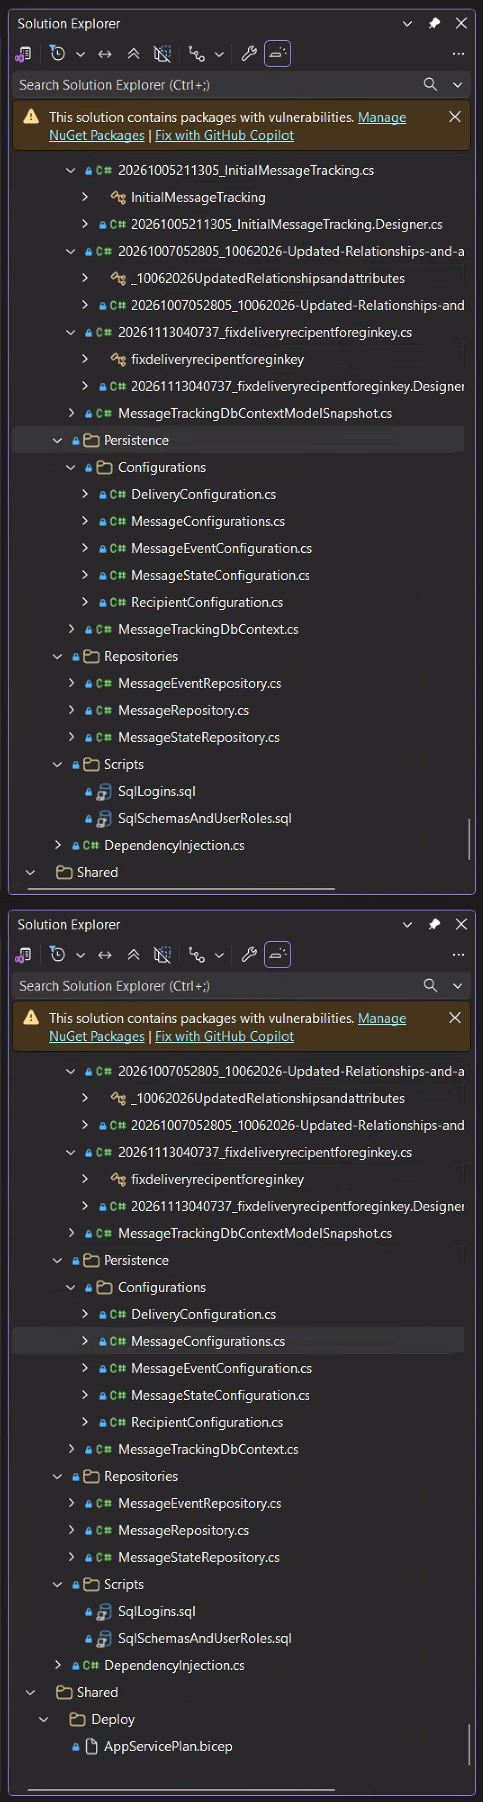 Solution Explorer
Search Solution Explorer (Ctrl+;)
This solution contains packages with vulnerabilities. Manage
NuGet Packages | Fix with GitHub Copilot
C# 20261005211305_InitialMessageTracking.cs
InitialMessageTracking
C# 20261005211305_InitialMessageTracking.Designer.cs
C# 20261007052805_10062026-Updated-Relationships-and-a
_10062026UpdatedRelationshipsandattributes
C# 20261007052805_10062026-Updated-Relationships-and
C# 20261113040737_fixdeliveryrecipentforeginkey.cs
fixdeliveryrecipentforeginkey
C# 20261113040737_fixdeliveryrecipentforeginkey.Designer
C# MessageTrackingDbContextModelSnapshot.cs
Persistence
Configurations
C# DeliveryConfiguration.cs
C# MessageConfigurations.cs
C# MessageEventConfiguration.cs
C# MessageStateConfiguration.cs
C# RecipientConfiguration.cs
C# MessageTrackingDbContext.cs
Repositories
C# MessageEventRepository.cs
C# MessageRepository.cs
C# MessageStateRepository.cs
Scripts
SqlLogins.sql
SqlSchemasAndUserRoles.sql
C# DependencyInjection.cs
Shared
Solution Explorer
Search Solution Explorer (Ctrl+;)
This solution contains packages with vulnerabilities. Manage
NuGet Packages | Fix with GitHub Copilot
C# 20261007052805_10062026-Updated-Relationships-and-a
_10062026UpdatedRelationshipsandattributes
C# 20261007052805_10062026-Updated-Relationships-and
C# 20261113040737_fixdeliveryrecipentforeginkey.cs
fixdeliveryrecipentforeginkey
C# 20261113040737_fixdeliveryrecipentforeginkey.Designer
C# MessageTrackingDbContextModelSnapshot.cs
Persistence
Configurations
C# DeliveryConfiguration.cs
C# MessageConfigurations.cs
C# MessageEventConfiguration.cs
C# MessageStateConfiguration.cs
C# RecipientConfiguration.cs
C# MessageTrackingDbContext.cs
Repositories
C# MessageEventRepository.cs
C# MessageRepository.cs
C# MessageStateRepository.cs
Scripts
SqlLogins.sql
SqlSchemasAndUserRoles.sql
C# DependencyInjection.cs
Shared
Deploy
AppServicePlan.bicep